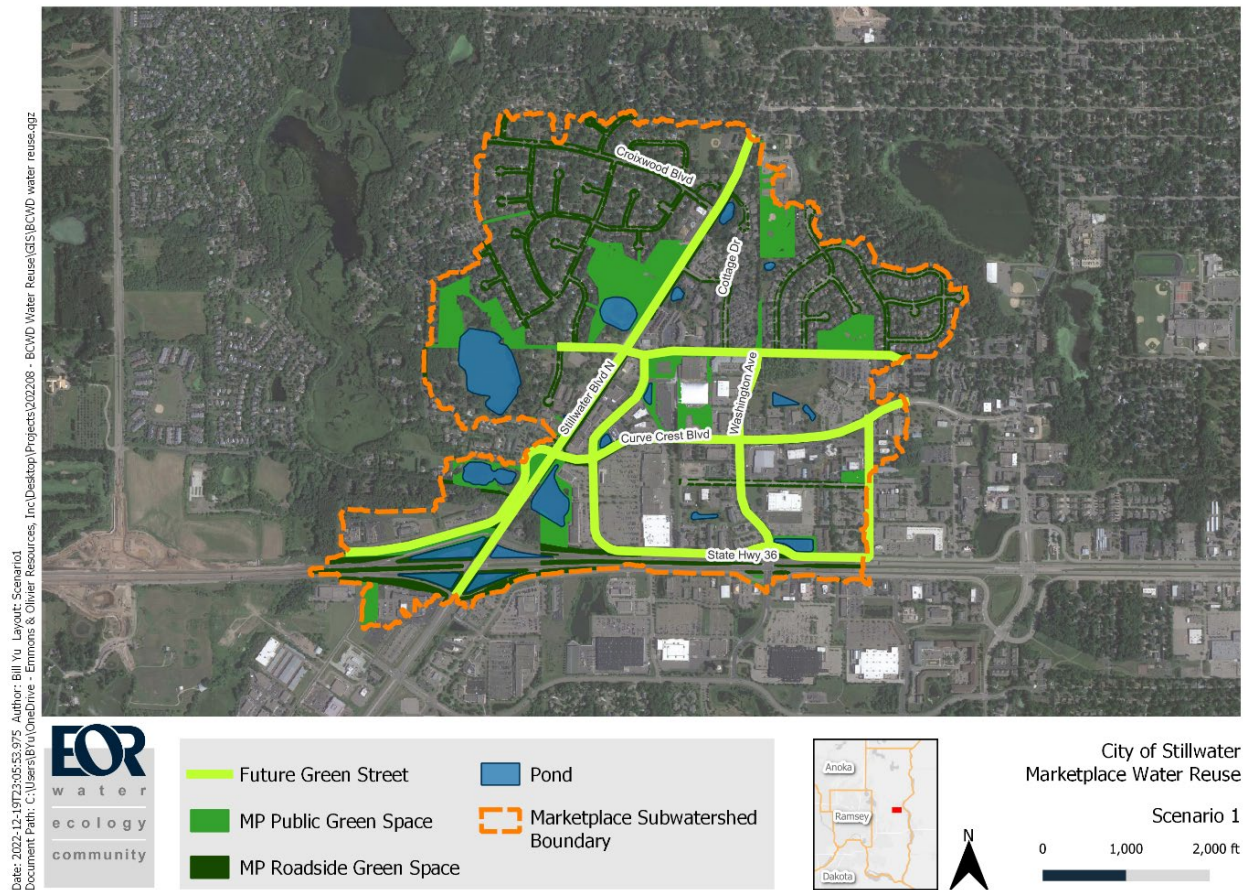 Date: 2022-12-19T23:05:53.975 Author: Bill Yu Layout: Scenario1
Document Path: C:\Users\BYu\OneDrive - Emmons & Olivier Resources, Inc\Desktop\Projects\202208 - BCWD Water Reuse\GIS\BCWD water reuse.qgz
Croixwood Blvd
Cottage Dr
Stillwater Blvd N
Washington Ave
Curve Crest Blvd
State Hwy 36
EOR
water
ecology
community
Future Green Street
MP Public Green Space
MP Roadside Green Space
Pond
Marketplace Subwatershed
Boundary
Anoka
Ramsey
Dakota
N
City of Stillwater
Marketplace Water Reuse
Scenario 1
0 1,000 2,000 ft